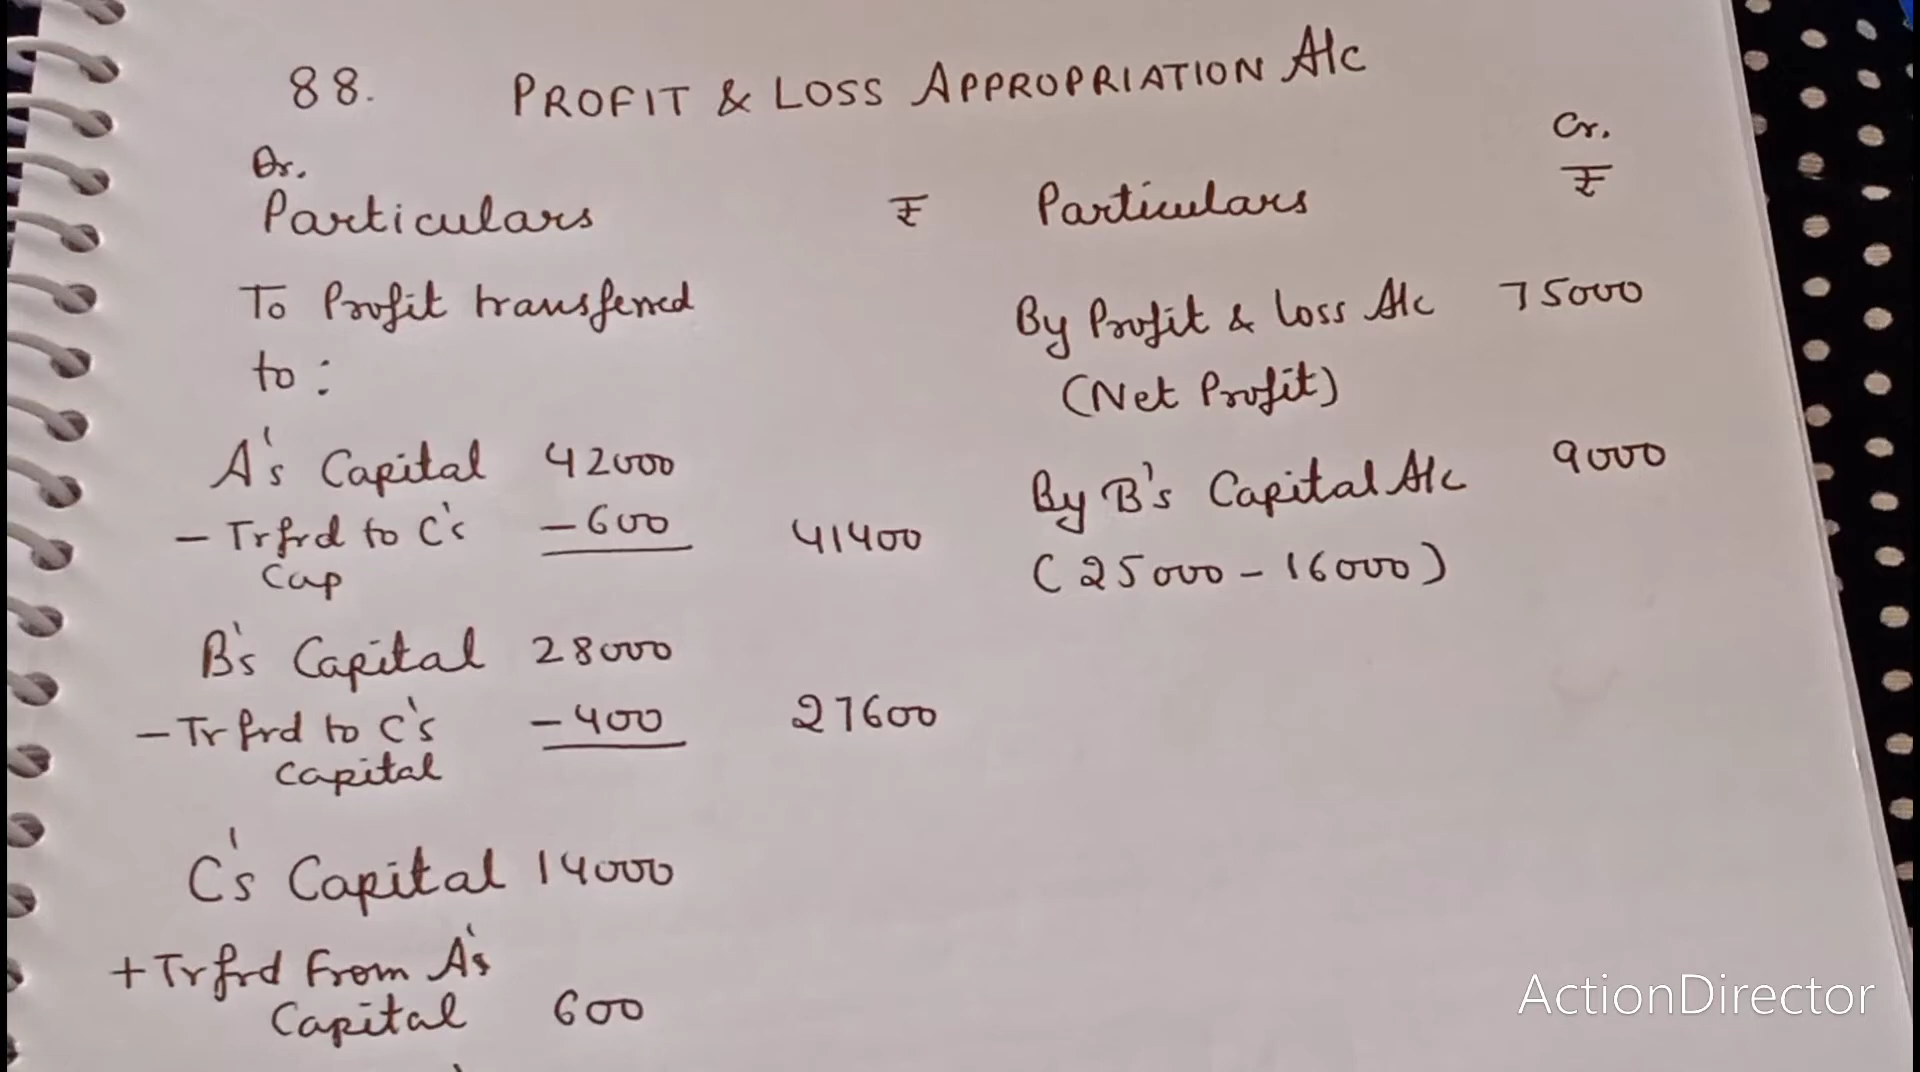 88. PROFIT & LOSS APPROPRIATION A/c
Dr. Cr.
Particulars ₹ Particulars ₹
To Profit transferred By Profit & Loss A/c 75000
to : (Net Profit)
A's Capital 42000 By B's Capital A/c 9000
- Trfrd to C's - 600 41400 (25000 - 16000)
Cap
B's Capital 28000
- Trfrd to C's - 400 27600
Capital
C's Capital 14000
+ Trfrd From A's
Capital 600
ActionDirector